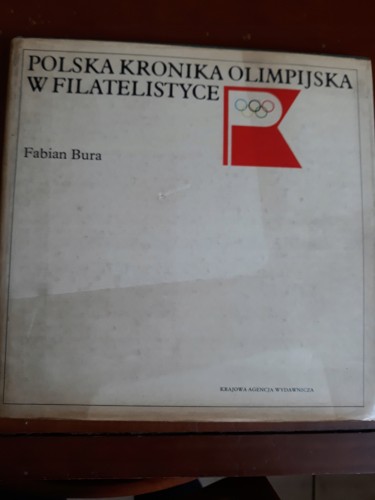 POLSKA KRONIKA OLIMPIJSKA
W FILATELISTYCE
Fabian Bura
KRAJOWA AGENCJA WYDAWNICZA